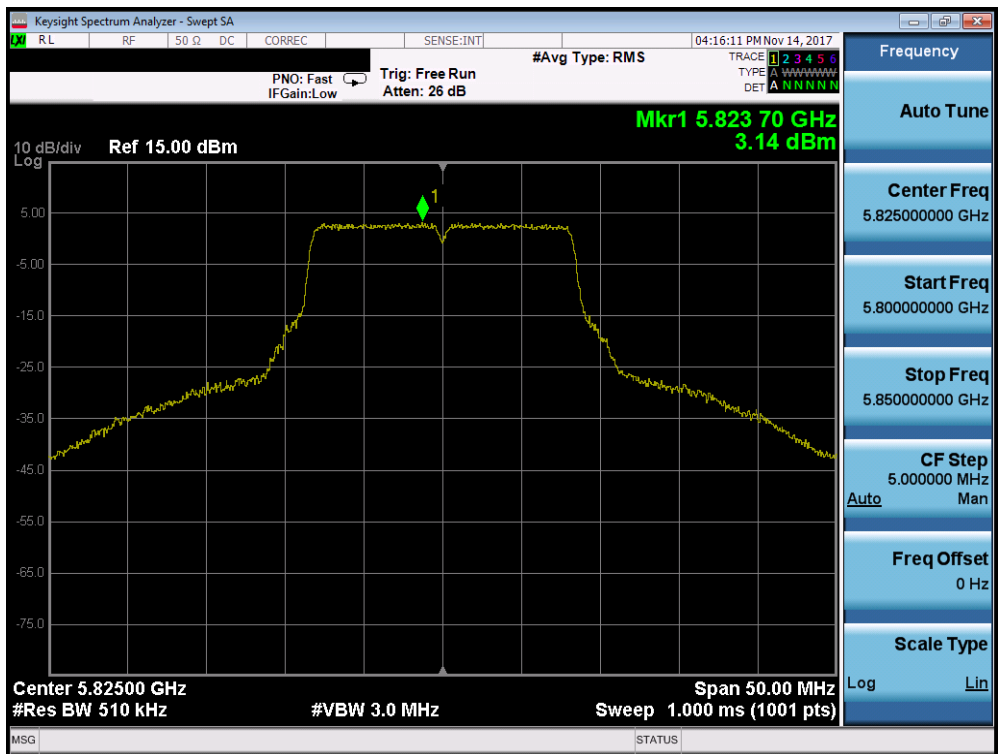 Keysight Spectrum Analyzer - Swept SA
LXI RL RF 50 Ω DC CORREC SENSE:INT 04:16:11 PM Nov 14, 2017
#Avg Type: RMS
TRACE 1 2 3 4 5 6
PNO: Fast Trig: Free Run
TYPE A WWWWW
IFGain:Low Atten: 26 dB
DET A N N N N N
Frequency
Mkr1 5.823 70 GHz
3.14 dBm
10 dB/div Ref 15.00 dBm
Log
1
5.00
-5.00
-15.0
-25.0
-35.0
-45.0
-55.0
-65.0
-75.0
Center 5.82500 GHz Span 50.00 MHz
#Res BW 510 kHz #VBW 3.0 MHz Sweep 1.000 ms (1001 pts)
Auto Tune
Center Freq
5.825000000 GHz
Start Freq
5.800000000 GHz
Stop Freq
5.850000000 GHz
CF Step
5.000000 MHz
Auto Man
Freq Offset
0 Hz
Scale Type
Log Lin
MSG STATUS